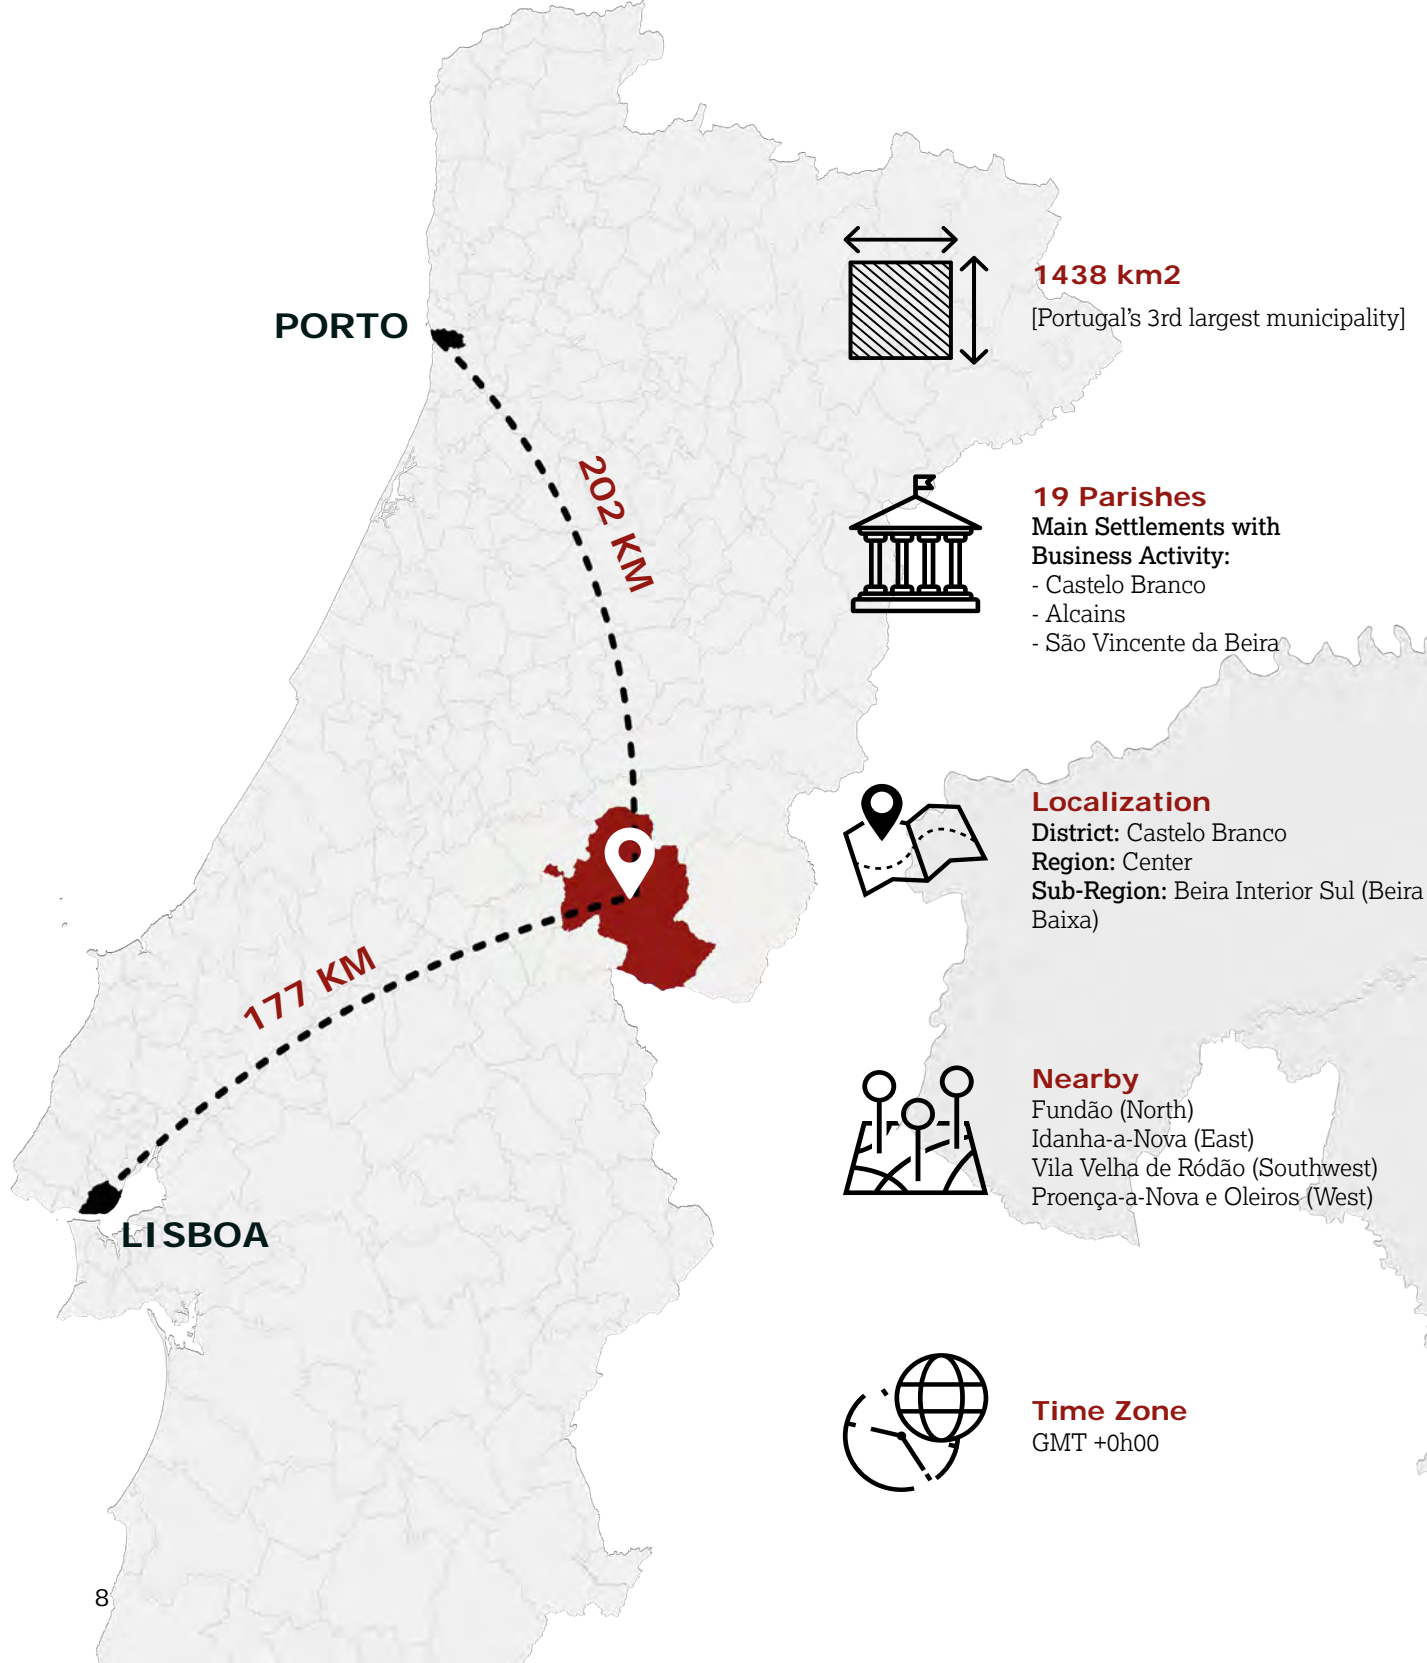 PORTO
202 KM
177 KM
LISBOA
1438 km2
[Portugal’s 3rd largest municipality]
19 Parishes
Main Settlements with
Business Activity:
- Castelo Branco
- Alcains
- São Vincente da Beira
Localization
District: Castelo Branco
Region: Center
Sub-Region: Beira Interior Sul (Beira
Baixa)
Nearby
Fundão (North)
Idanha-a-Nova (East)
Vila Velha de Ródão (Southwest)
Proença-a-Nova e Oleiros (West)
Time Zone
GMT +0h00
8